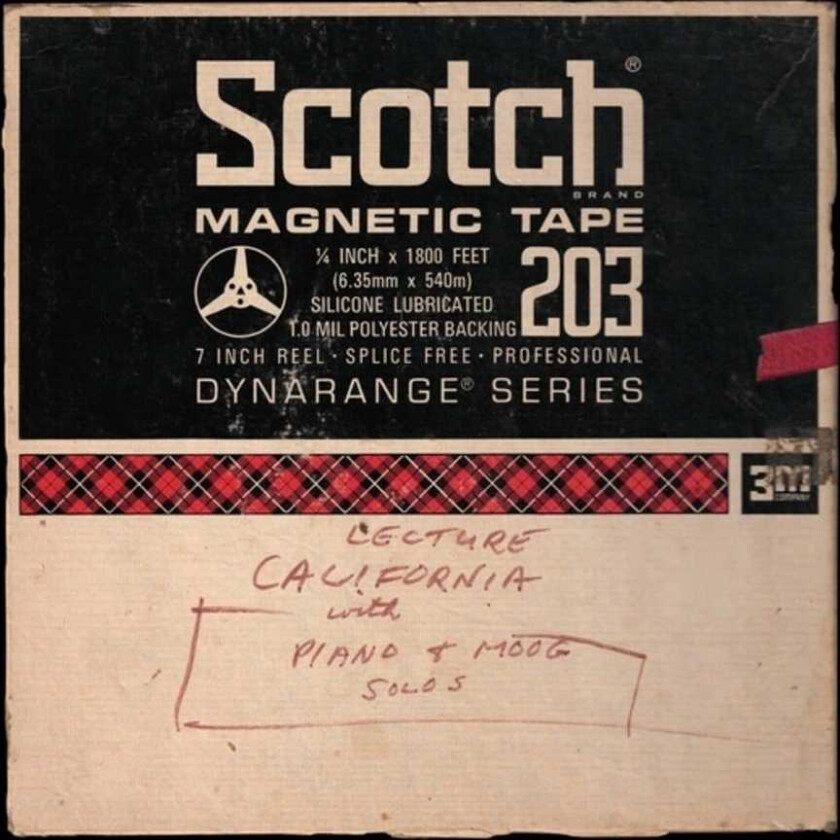 Scotch®
BRAND
MAGNETIC TAPE
¼ INCH x 1800 FEET
(6.35mm x 540m)
SILICONE LUBRICATED
1.0 MIL POLYESTER BACKING
203
7 INCH REEL · SPLICE FREE · PROFESSIONAL
DYNARANGE® SERIES
3M
COMPANY
LECTURE
CALIFORNIA
with
PIANO & MOOG
SOLOS